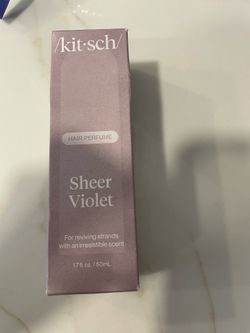 /kit·sch/
HAIR PERFUME
Sheer
Violet
For reviving strands
with an irresistible scent
1.7 fl oz. / 50mL